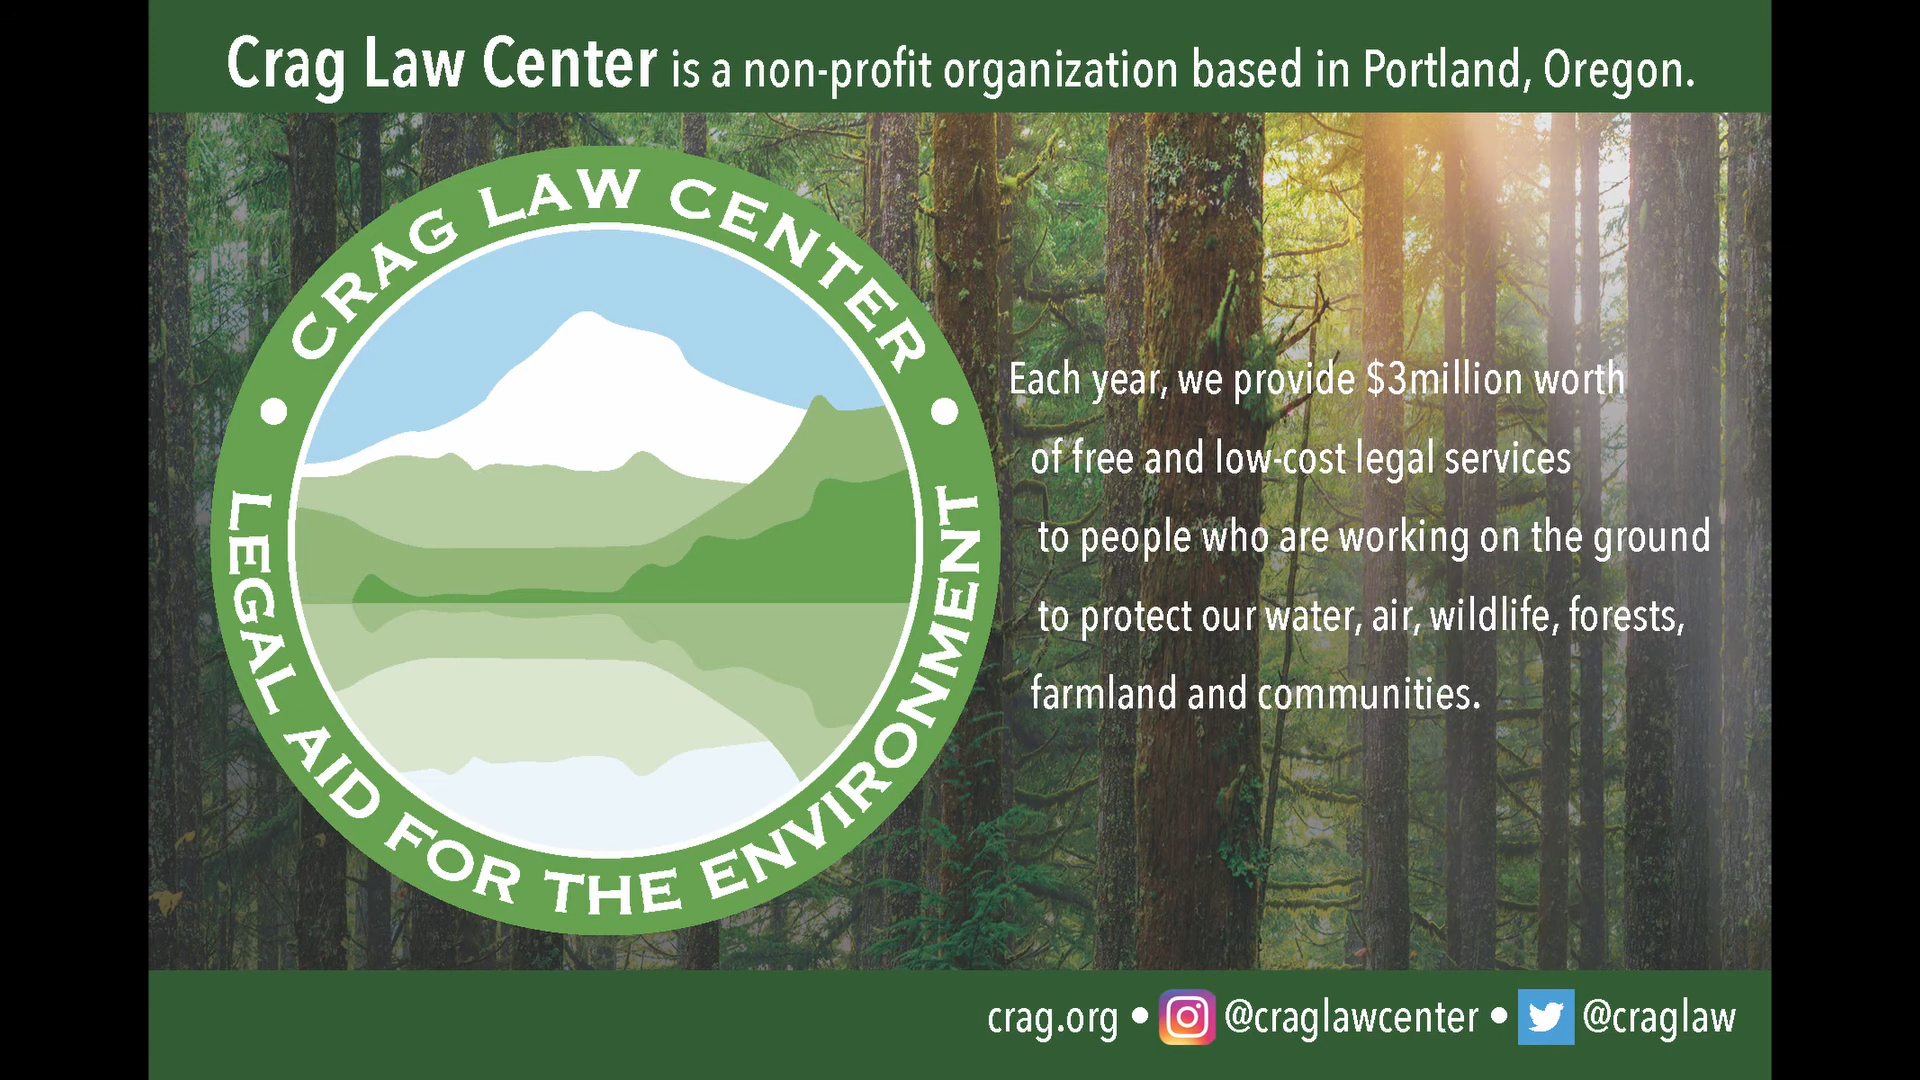 Crag Law Center is a non-profit organization based in Portland, Oregon.
CRAG LAW CENTER
LEGAL AID FOR THE ENVIRONMENT
Each year, we provide $3million worth
of free and low-cost legal services
to people who are working on the ground
to protect our water, air, wildlife, forests,
farmland and communities.
crag.org • @craglawcenter • @craglaw